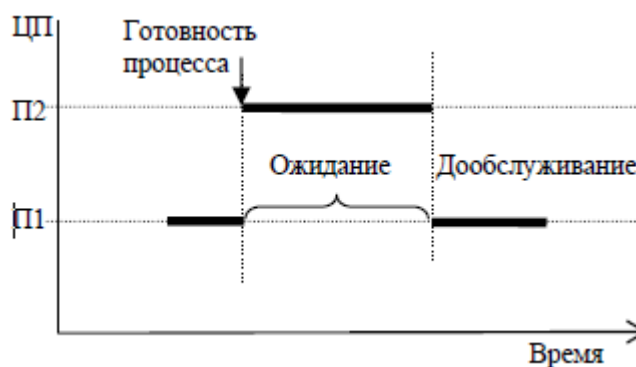 ЦП
Готовность
процесса
П2
Ожидание
Дообслуживание
П1
Время